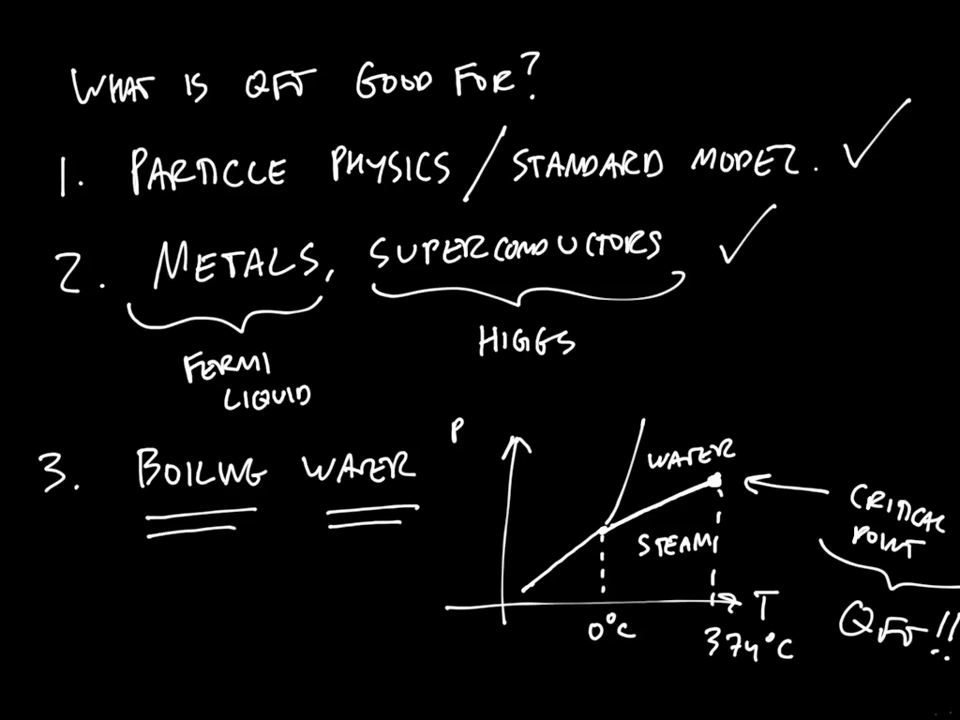 WHAT IS QFT GOOD FOR?
1. PARTICLE PHYSICS / STANDARD MODEL.
2. METALS, SUPERCONDUCTORS
FERMI
LIQUID
HIGGS
3. BOILING WATER
P
WATER
STEAM
CRITICAL
POINT
QFT!!
T
0°C
374°C